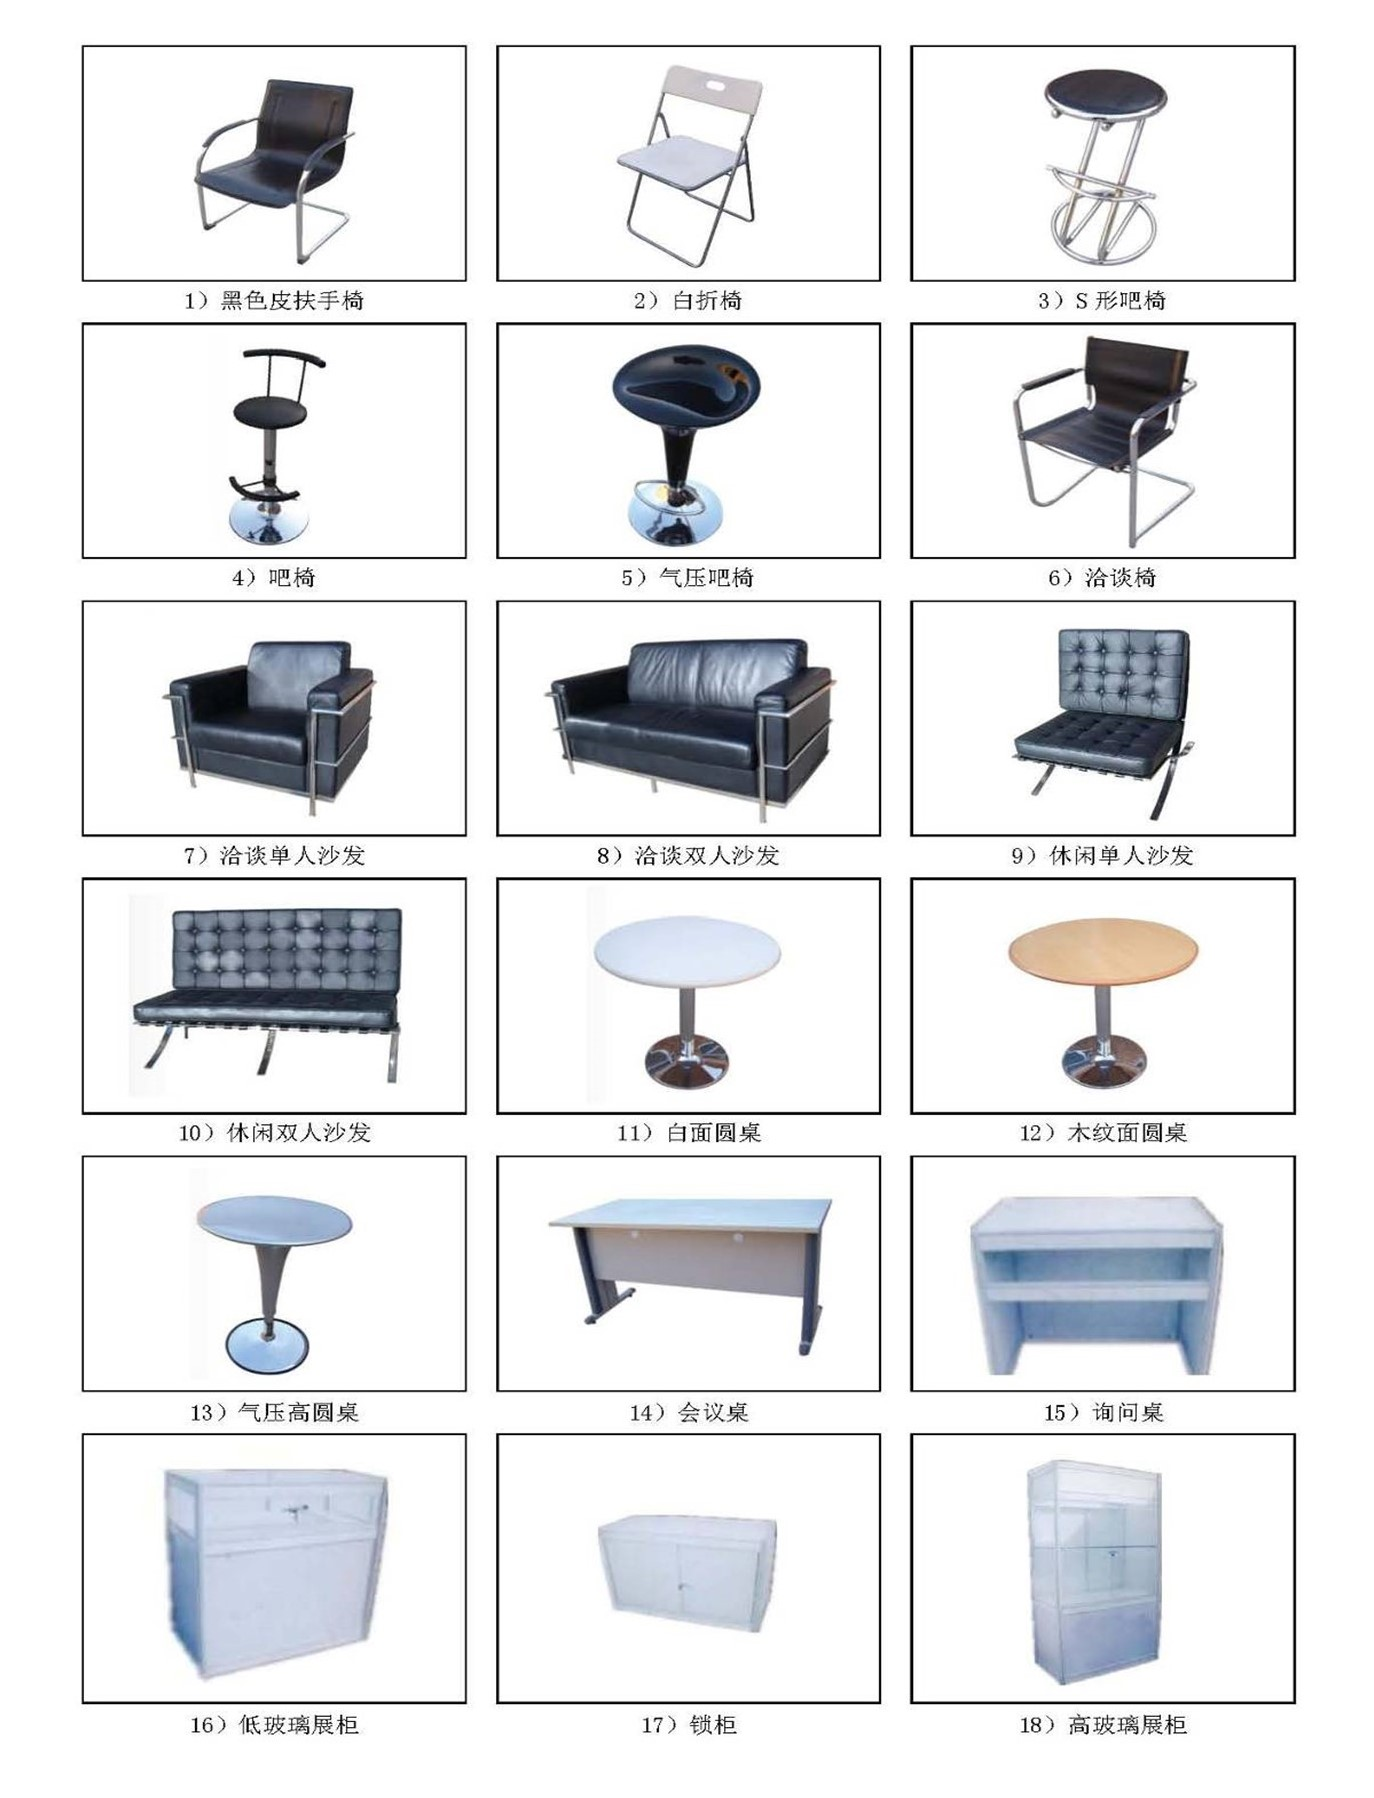 1）黑色皮扶手椅
2）白折椅
3）S 形吧椅
4）吧椅
5）气压吧椅
6）洽谈椅
7）洽谈单人沙发
8）洽谈双人沙发
9）休闲单人沙发
10）休闲双人沙发
11）白面圆桌
12）木纹面圆桌
13）气压高圆桌
14）会议桌
15）询问桌
16）低玻璃展柜
17）锁柜
18）高玻璃展柜